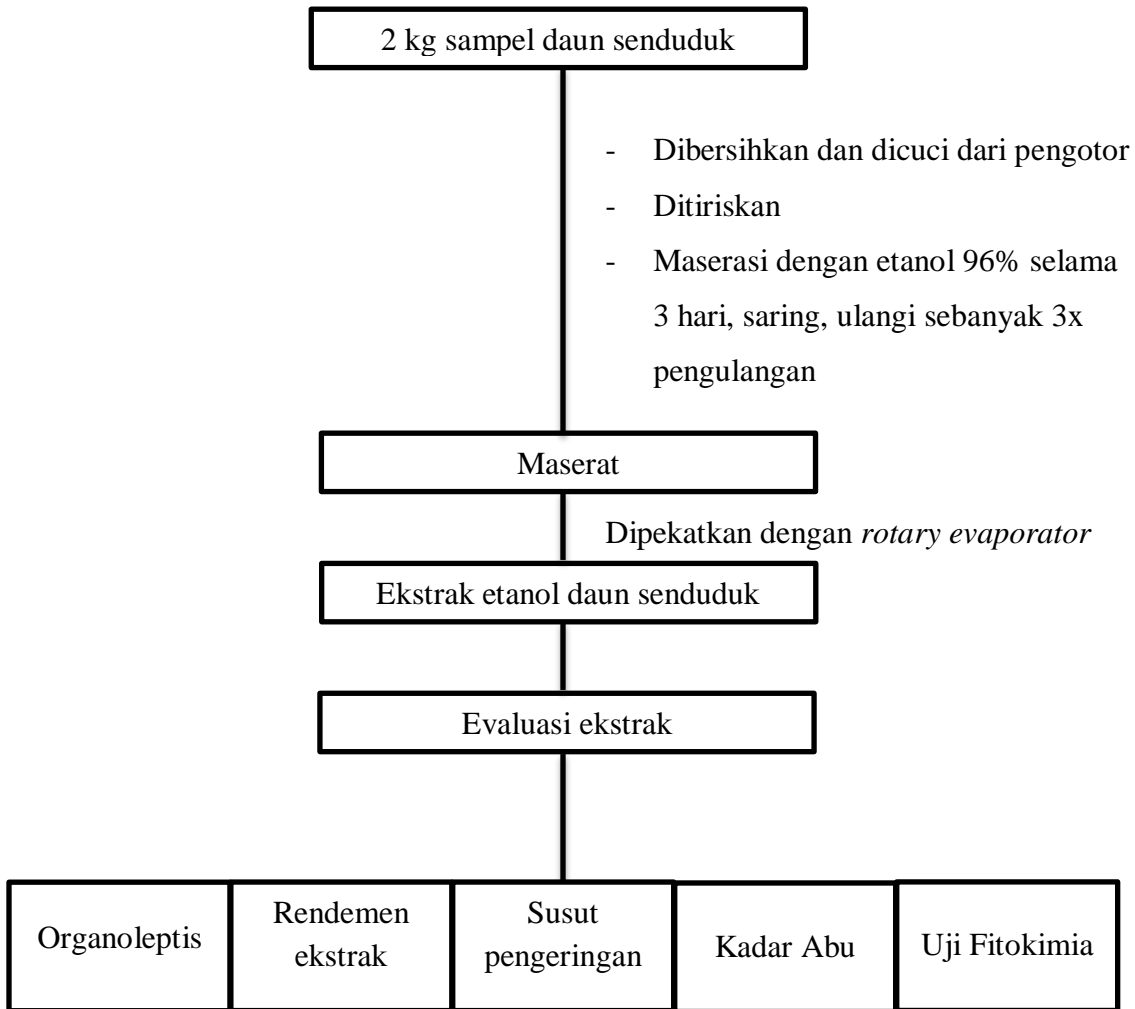 2 kg sampel daun senduduk
- Dibersihkan dan dicuci dari pengotor
- Ditiriskan
- Maserasi dengan etanol 96% selama
3 hari, saring, ulangi sebanyak 3x
pengulangan
Maserat
Dipekatkan dengan rotary evaporator
Ekstrak etanol daun senduduk
Evaluasi ekstrak
Organoleptis
Rendemen
ekstrak
Susut
pengeringan
Kadar Abu
Uji Fitokimia